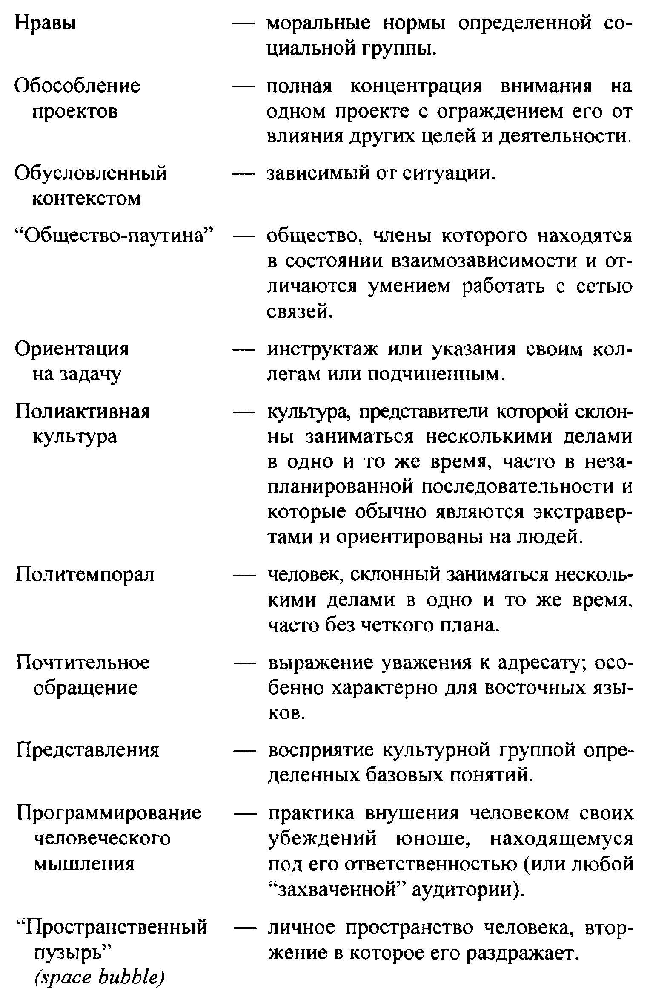 Нравы — моральные нормы определенной со-
циальной группы.
Обособление — полная концентрация внимания на
проектов одном проекте с ограждением его от
влияния других целей и деятельности.
Обусловленный — зависимый от ситуации.
контекстом
“Общество-паутина” — общество, члены которого находятся
в состоянии взаимозависимости и от-
личаются умением работать с сетью
связей.
Ориентация — инструктаж или указания своим кол-
на задачу легам или подчиненным.
Полиактивная — культура, представители которой склон-
культура ны заниматься несколькими делами
в одно и то же время, часто в неза-
планированной последовательности и
которые обычно являются экстравер-
тами и ориентированы на людей.
Политемпорал — человек, склонный заниматься несколь-
кими делами в одно и то же время,
часто без четкого плана.
Почтительное — выражение уважения к адресату; осо-
обращение бенно характерно для восточных язы-
ков.
Представления — восприятие культурной группой опре-
деленных базовых понятий.
Программирование — практика внушения человеком своих
человеческого убеждений юноше, находящемуся
мышления под его ответственностью (или любой
“захваченной” аудитории).
“Пространственный — личное пространство человека, втор-
пузырь” жение в которое его раздражает.
(space bubble)